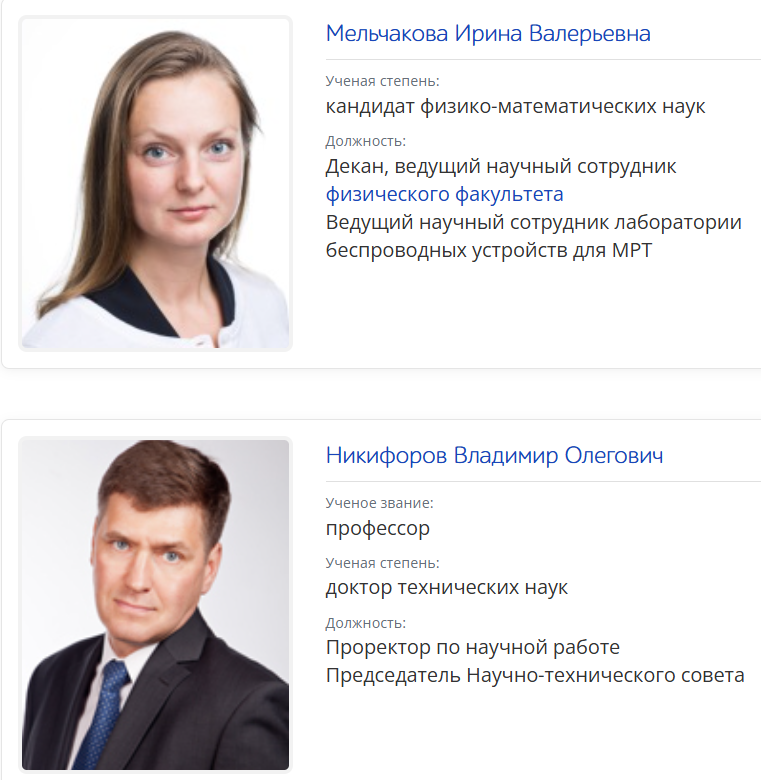 Мельчакова Ирина Валерьевна
Ученая степень:
кандидат физико-математических наук
Должность:
Декан, ведущий научный сотрудник
физического факультета
Ведущий научный сотрудник лаборатории
беспроводных устройств для МРТ
Никифоров Владимир Олегович
Ученое звание:
профессор
Ученая степень:
доктор технических наук
Должность:
Проректор по научной работе
Председатель Научно-технического совета